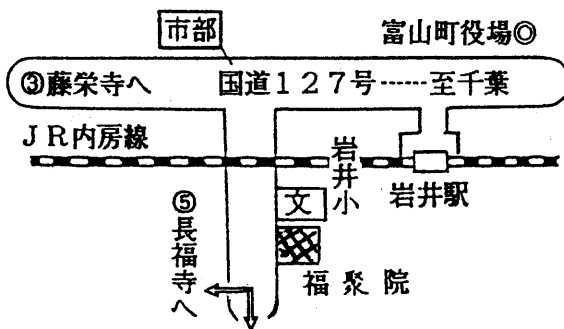 市部
富山町役場◎
③藤栄寺へ
国道127号……至千葉
JR内房線
岩井小
岩井駅
文
⑤長福寺へ
福聚院